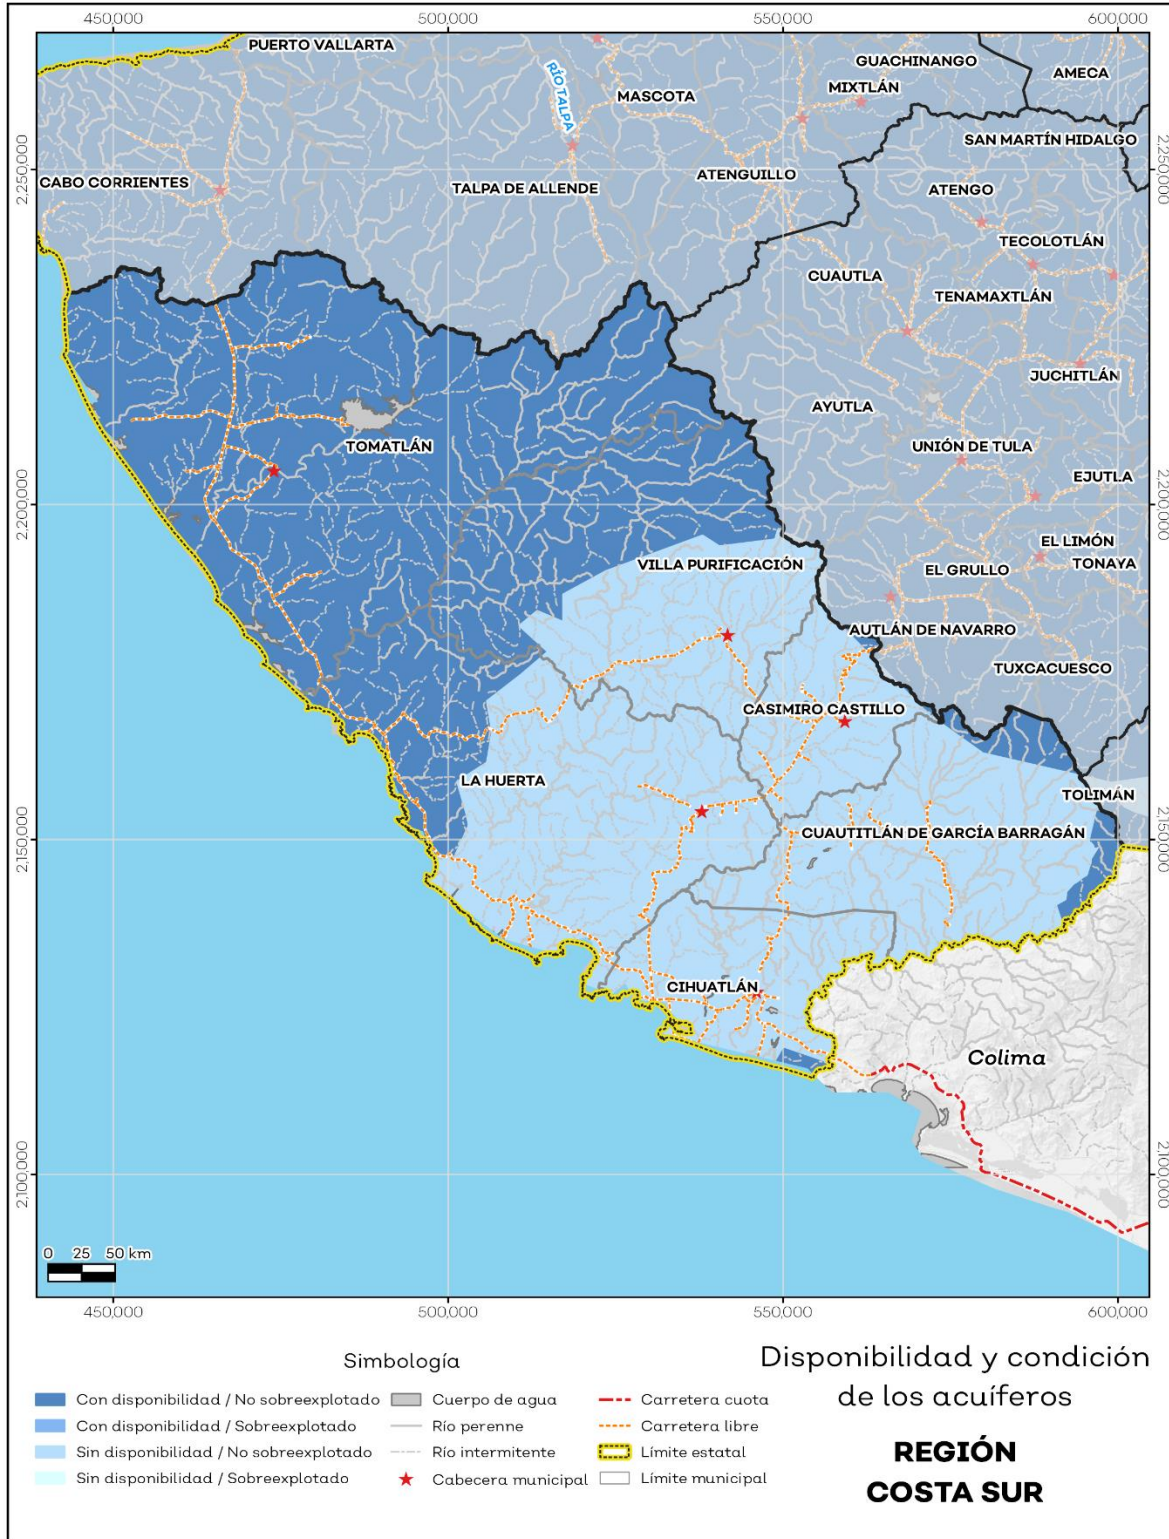 450,000
500,000
550,000
600,000
PUERTO VALLARTA
GUACHINANGO
AMECA
MIXTLÁN
MASCOTA
RÍO TALPA
SAN MARTÍN HIDALGO
2,250,000
2,250,000
CABO CORRIENTES
TALPA DE ALLENDE
ATENGUILLO
ATENGO
TECOLOTLÁN
CUAUTLA
TENAMAXTLÁN
JUCHITLÁN
AYUTLA
TOMATLÁN
UNIÓN DE TULA
EJUTLA
2,200,000
2,200,000
EL LIMÓN
VILLA PURIFICACIÓN
EL GRULLO
TONAYA
AUTLÁN DE NAVARRO
TUXCACUESCO
CASIMIRO CASTILLO
LA HUERTA
TOLIMÁN
CUAUTITLÁN DE GARCÍA BARRAGÁN
2,150,000
2,150,000
CIHUATLÁN
Colima
2,100,000
2,100,000
0 25 50 km
450,000
500,000
550,000
600,000
Simbología
Con disponibilidad / No sobreexplotado
Con disponibilidad / Sobreexplotado
Sin disponibilidad / No sobreexplotado
Sin disponibilidad / Sobreexplotado
Cuerpo de agua
Río perenne
Río intermitente
Cabecera municipal
Carretera cuota
Carretera libre
Límite estatal
Límite municipal
Disponibilidad y condición
de los acuíferos
REGIÓN
COSTA SUR